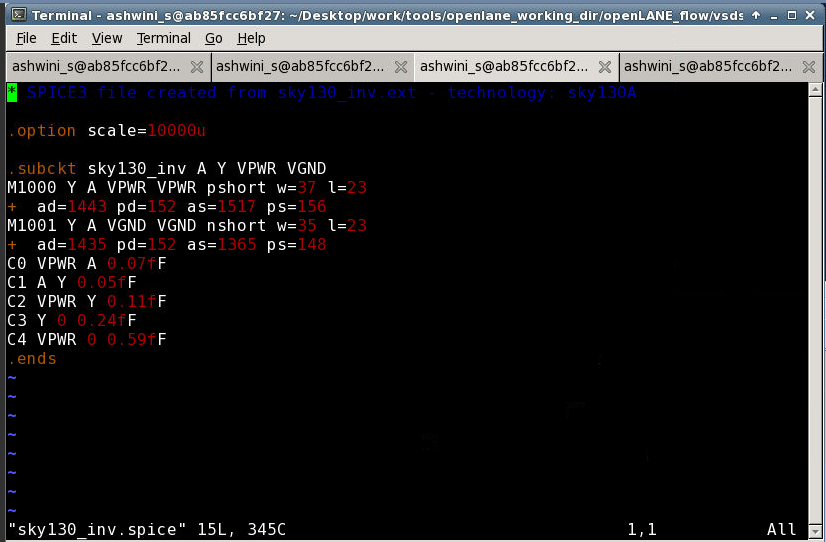 Terminal - ashwini_s@ab85fcc6bf27: ~/Desktop/work/tools/openlane_working_dir/openLANE_flow/vsds
File Edit View Terminal Go Help
ashwini_s@ab85fcc6bf2... ashwini_s@ab85fcc6bf2... ashwini_s@ab85fcc6bf2... ashwini_s@ab85fcc6bf2...
* SPICE3 file created from sky130_inv.ext - technology: sky130A
.option scale=10000u
.subckt sky130_inv A Y VPWR VGND
M1000 Y A VPWR VPWR pshort w=37 l=23
+  ad=1443 pd=152 as=1517 ps=156
M1001 Y A VGND VGND nshort w=35 l=23
+  ad=1435 pd=152 as=1365 ps=148
C0 VPWR A 0.07fF
C1 A Y 0.05fF
C2 VPWR Y 0.11fF
C3 Y 0 0.24fF
C4 VPWR 0 0.59fF
.ends
~
~
~
~
~
~
~
~
"sky130_inv.spice" 15L, 345C 1,1 All